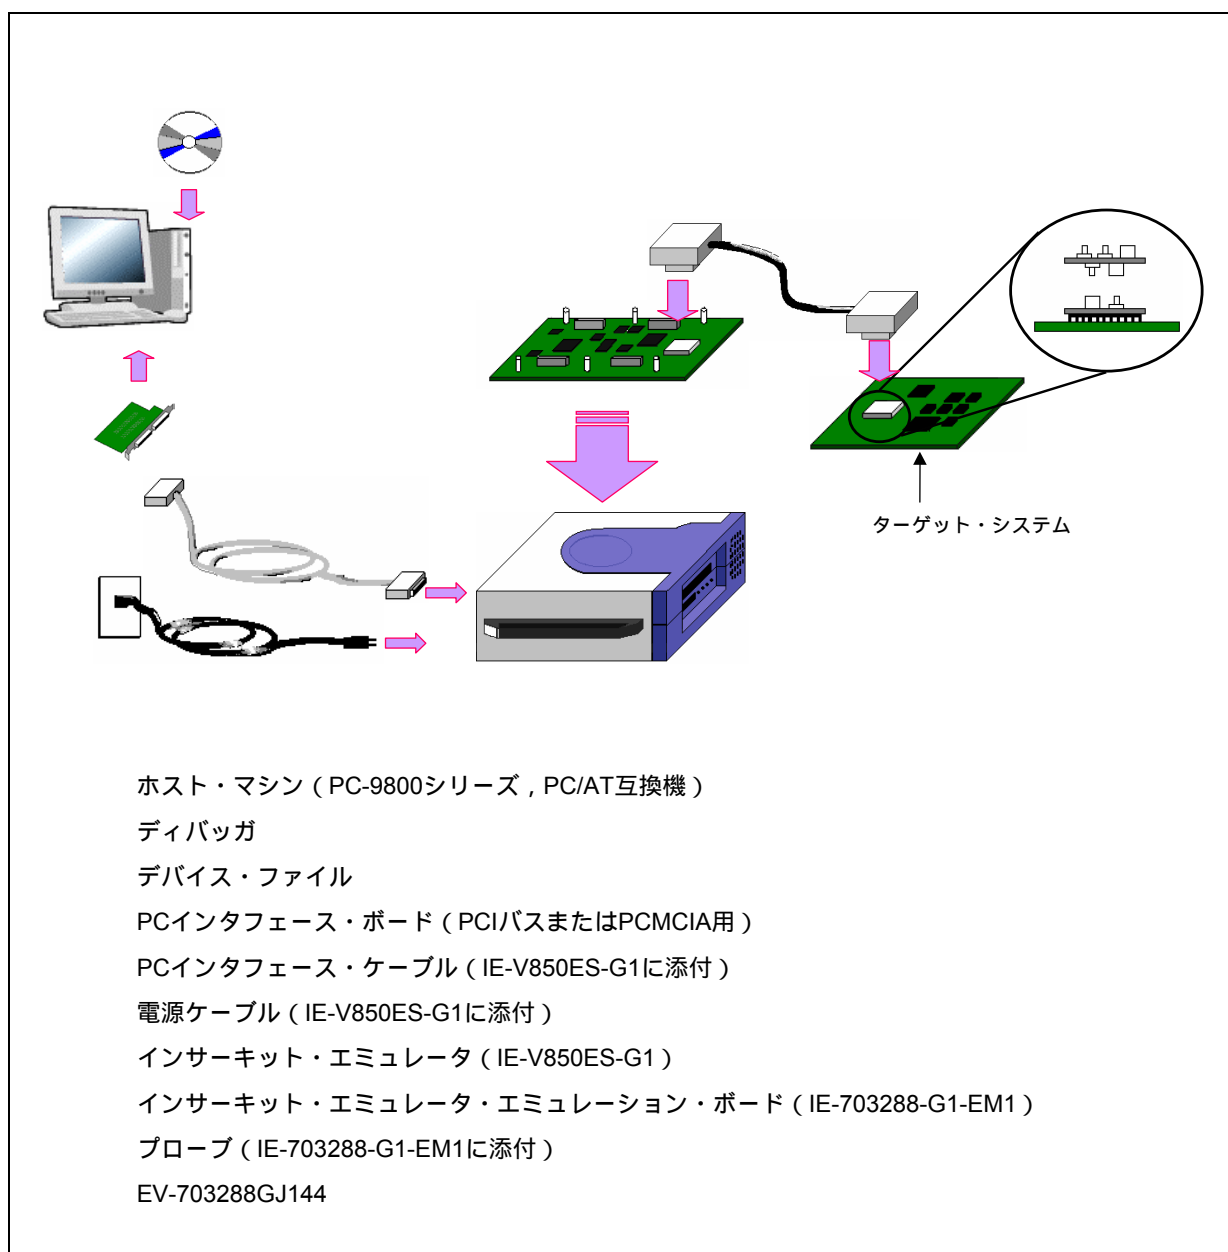 ターゲット・システム
ホスト・マシン（PC-9800シリーズ，PC/AT互換機）
ディバッガ
デバイス・ファイル
PCインタフェース・ボード（PCIバスまたはPCMCIA用）
PCインタフェース・ケーブル（IE-V850ES-G1に添付）
電源ケーブル（IE-V850ES-G1に添付）
インサーキット・エミュレータ（IE-V850ES-G1）
インサーキット・エミュレータ・エミュレーション・ボード（IE-703288-G1-EM1）
プローブ（IE-703288-G1-EM1に添付）
EV-703288GJ144